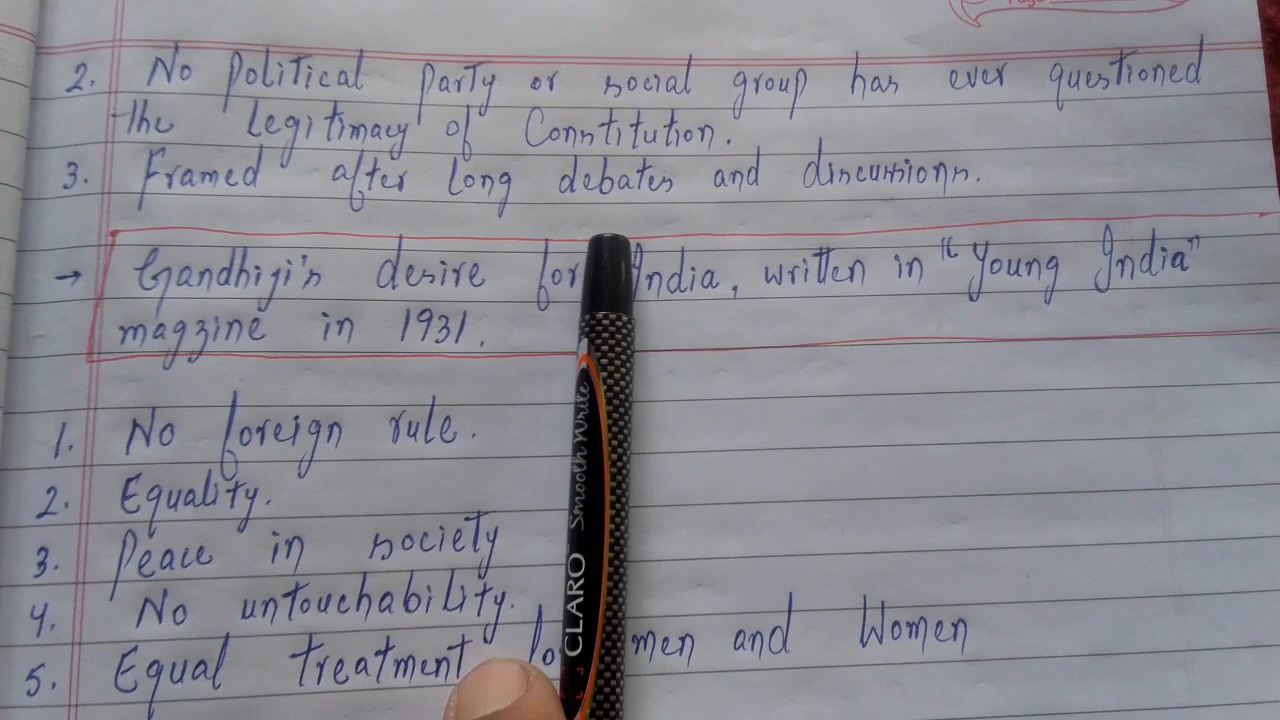 2. No Political Party or social group has ever questioned
the Legitimacy of Constitution.
3. Framed after Long debates and discussions.
→ Gandhiji's desire for India, written in "Young India"
magzine in 1931.
1. No foreign rule.
2. Equality.
3. Peace in society
4. No untouchability.
5. Equal treatment men and Women
CLARO Smooth Write